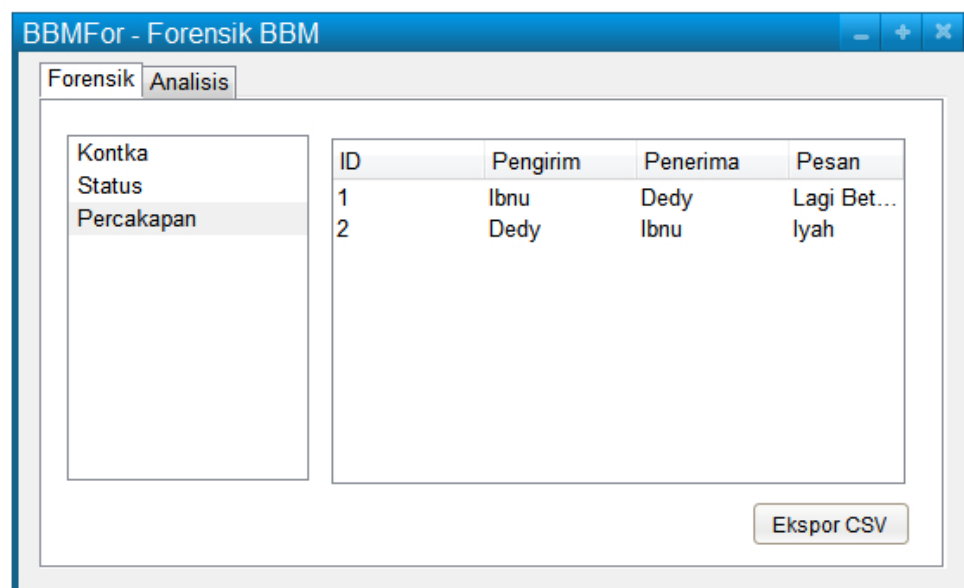 BBMFor - Forensik BBM
Forensik Analisis
Kontka
Status
Percakapan
ID Pengirim Penerima Pesan
1 Ibnu Dedy Lagi Bet...
2 Dedy Ibnu Iyah
Ekspor CSV